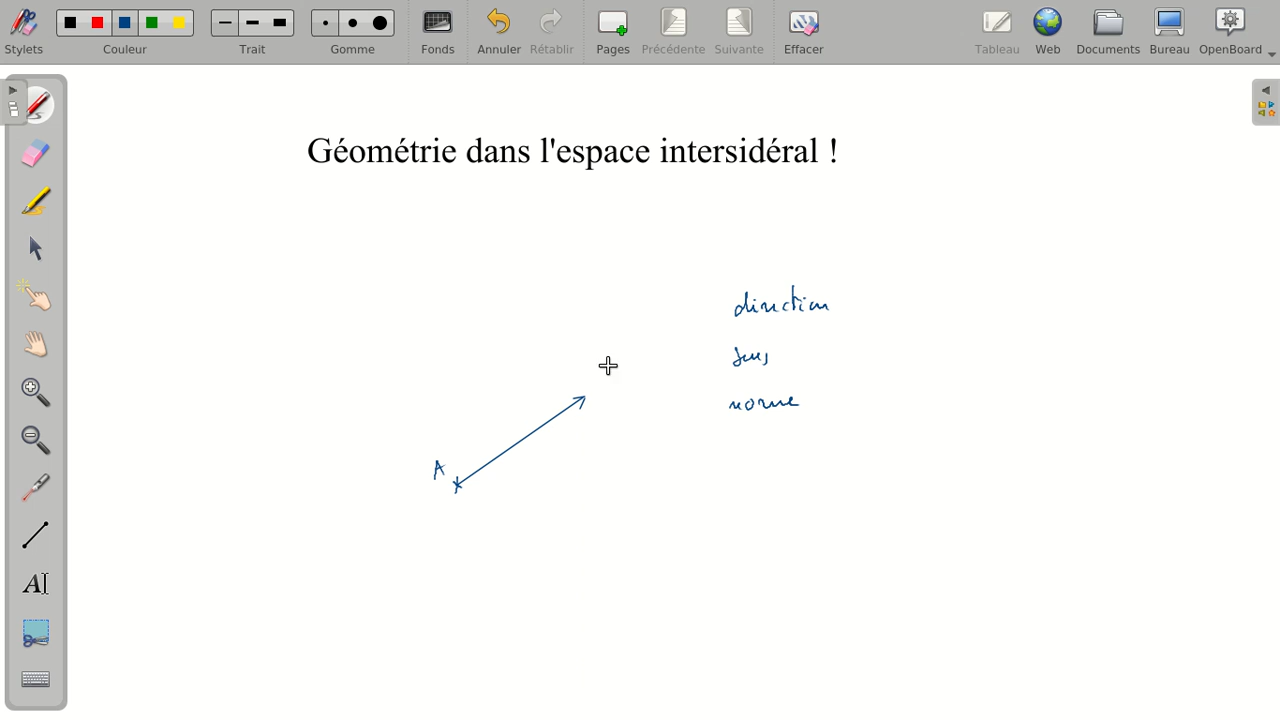 Stylets Couleur Trait Gomme Fonds Annuler Rétablir Pages Précédente Suivante Effacer Tableau Web Documents Bureau OpenBoard
Géométrie dans l'espace intersidéral !
direction
sens
norme
A